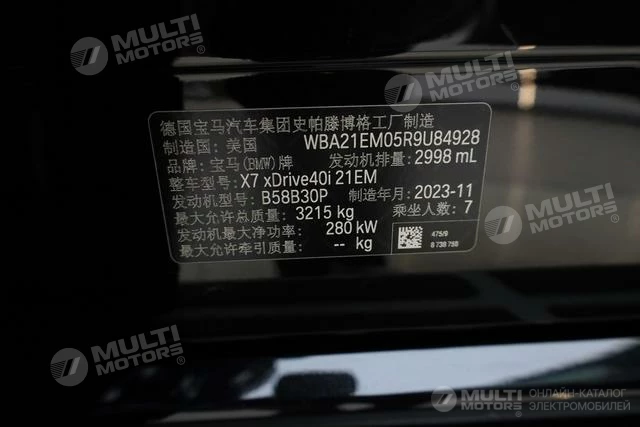 MULTI MOTORS®
MULTI MOTORS®
德国宝马汽车集团史帕滕博格工厂制造
制造国: 美国 WBA21EM05R9U84928
品牌: 宝马(BMW)牌 发动机排量: 2998 mL
整车型号: X7 xDrive40i 21EM
发动机型号: B58B30P 制造年月: 2023-11
最大允许总质量: 3215 kg 乘坐人数: 7
发动机最大净功率: 280 kW
最大允许牵引质量: -- kg
475/9
8 738 758
MULTI MOTORS®
MULTI MOTORS®
MULTI MOTORS® ОНЛАЙН-КАТАЛОГ ЭЛЕКТРОМОБИЛЕЙ